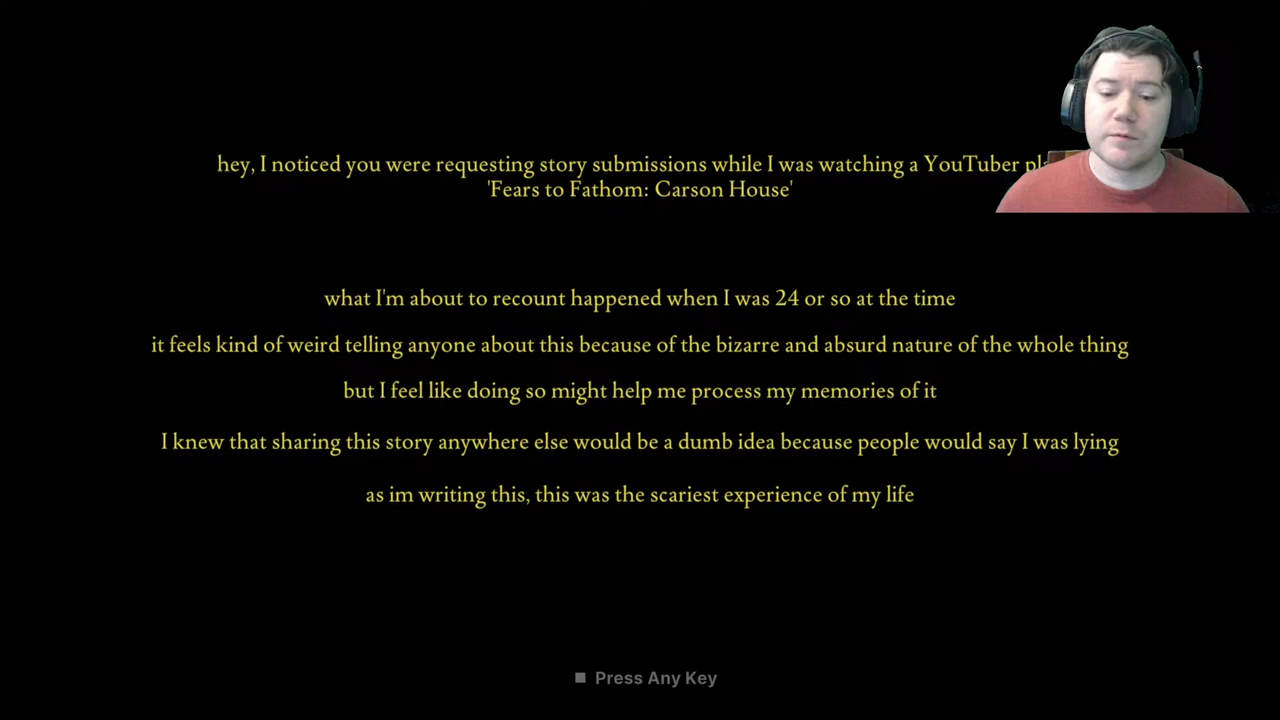 hey, I noticed you were requesting story submissions while I was watching a YouTuber
'Fears to Fathom: Carson House'
what I'm about to recount happened when I was 24 or so at the time
it feels kind of weird telling anyone about this because of the bizarre and absurd nature of the whole thing
but I feel like doing so might help me process my memories of it
I knew that sharing this story anywhere else would be a dumb idea because people would say I was lying
as im writing this, this was the scariest experience of my life
Press Any Key